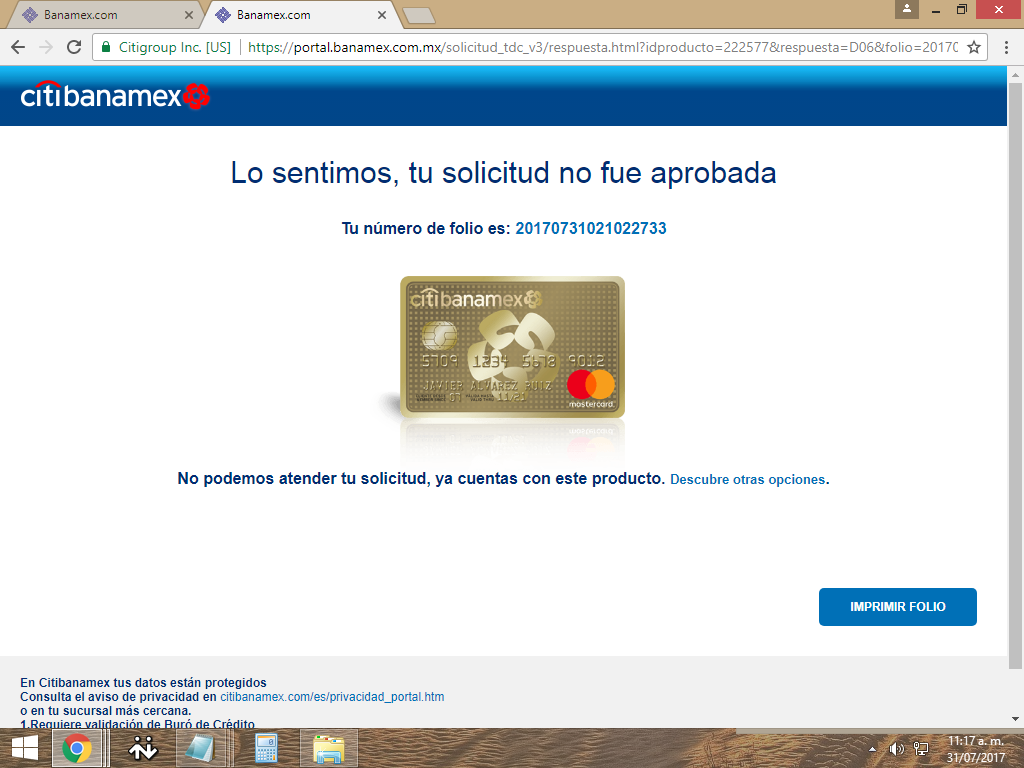 Banamex.com
Banamex.com
Citigroup Inc. [US] https://portal.banamex.com.mx/solicitud_tdc_v3/respuesta.html?idproducto=222577&respuesta=D06&folio=20170
citibanamex
Lo sentimos, tu solicitud no fue aprobada
Tu número de folio es: 20170731021022733
citibanamex
5709 1234 5678 9012
JAVIER ALVAREZ RUIZ
07 11/21
mastercard
No podemos atender tu solicitud, ya cuentas con este producto. Descubre otras opciones.
IMPRIMIR FOLIO
En Citibanamex tus datos están protegidos
Consulta el aviso de privacidad en citibanamex.com/es/privacidad_portal.htm
o en tu sucursal más cercana.
1.Requiere validación de Buró de Crédito
11:17 a. m.
31/07/2017